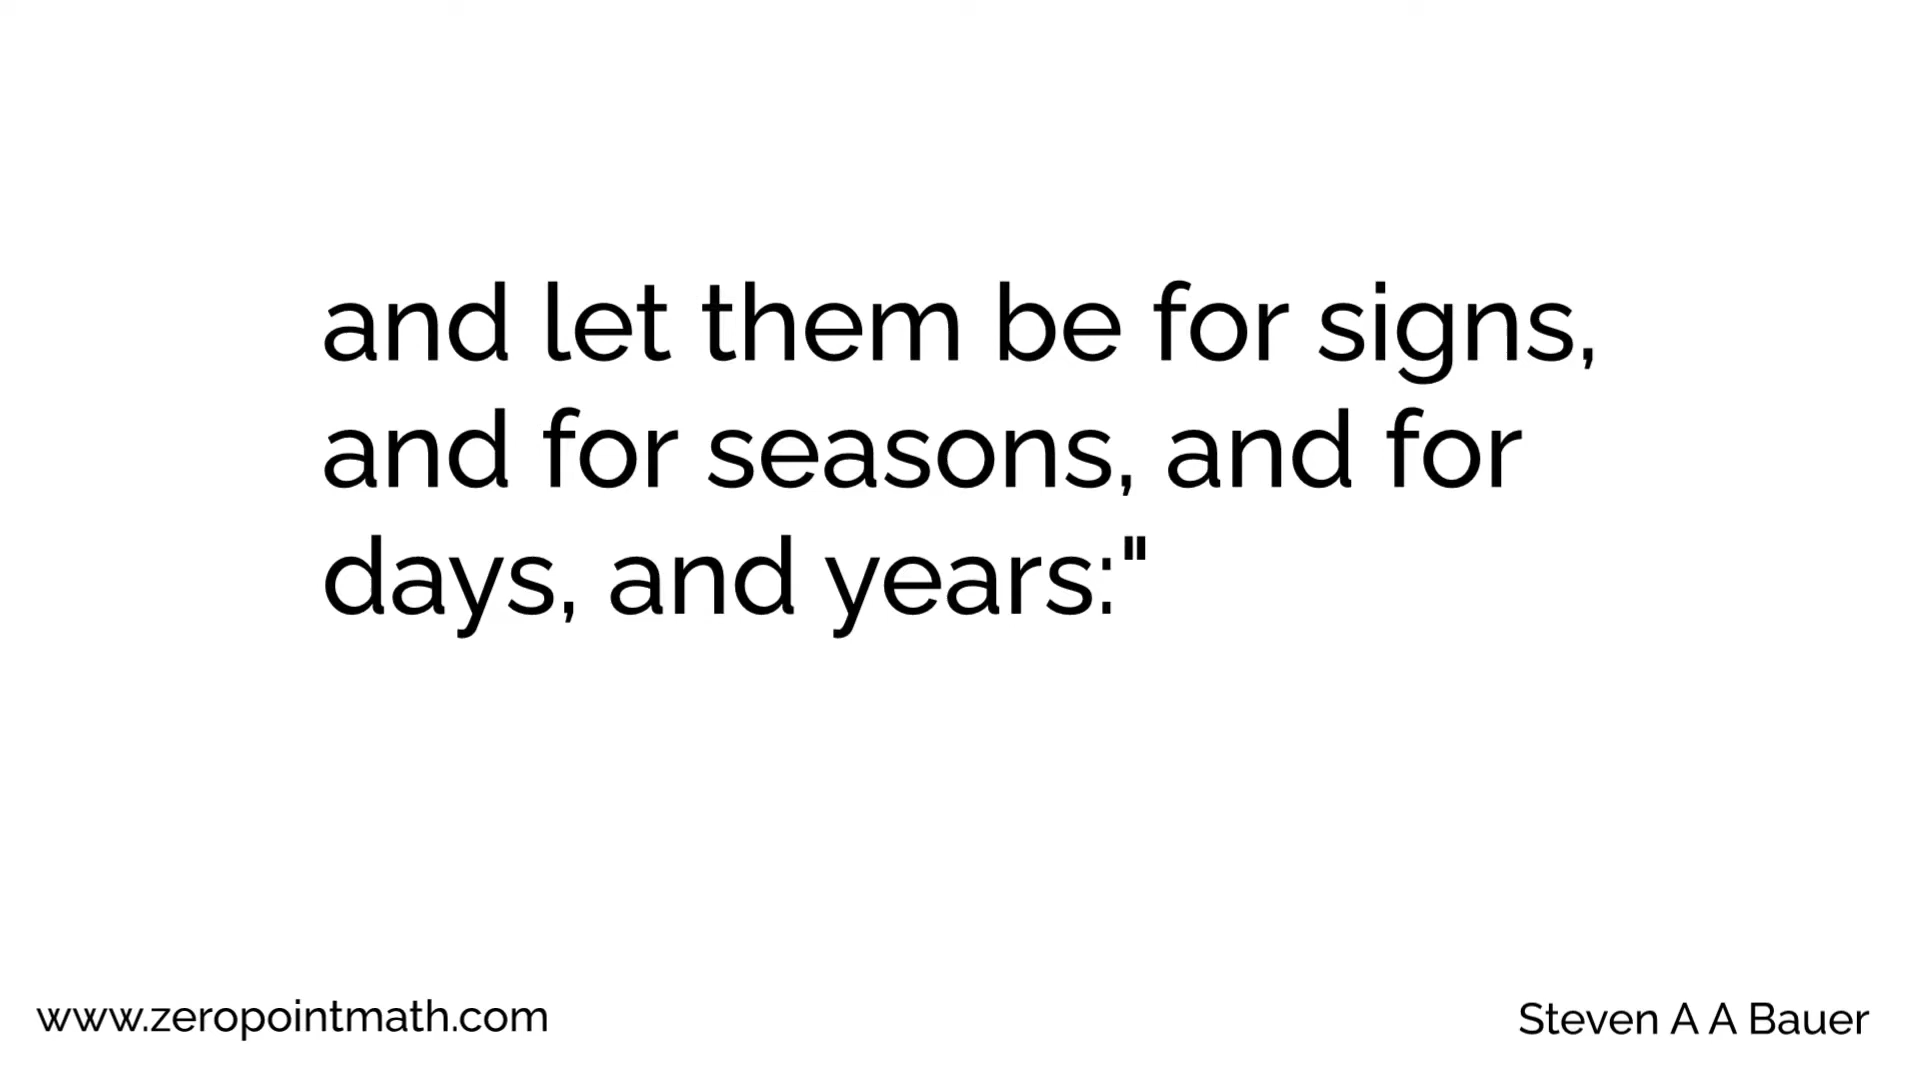 and let them be for signs,
and for seasons, and for
days, and years:"
www.zeropointmath.com
Steven A A Bauer